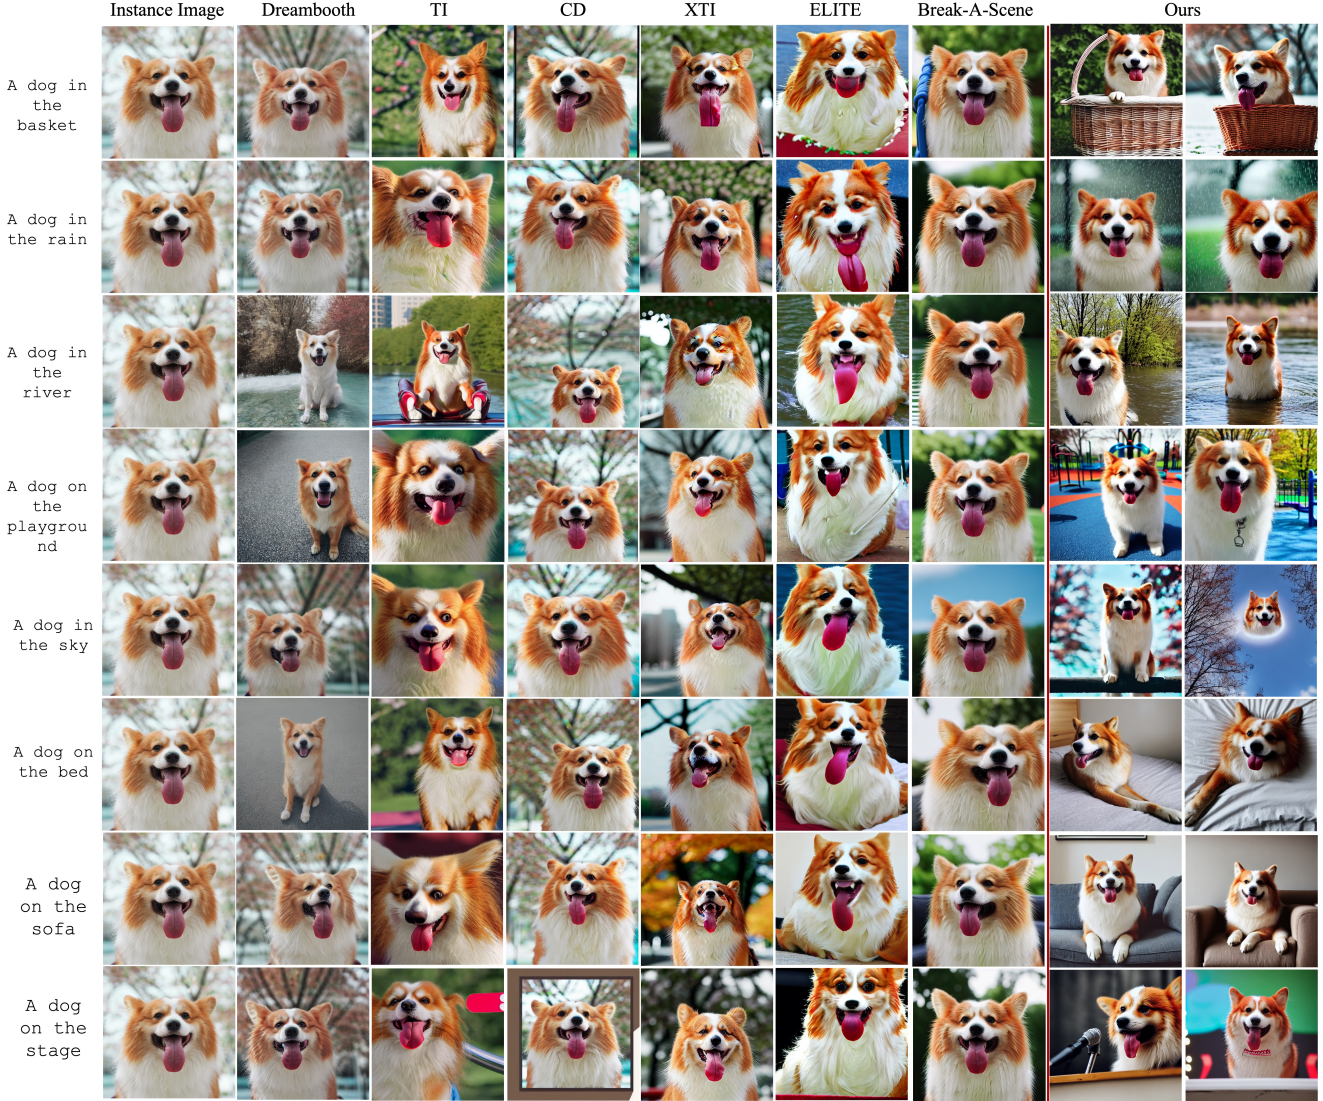 Instance Image Dreambooth TI CD XTI ELITE Break-A-Scene Ours
A dog in
the
basket
A dog in
the rain
A dog in
the
river
A dog on
the
playgrou
nd
A dog in
the sky
A dog on
the bed
A dog
on the
sofa
A dog
on the
stage